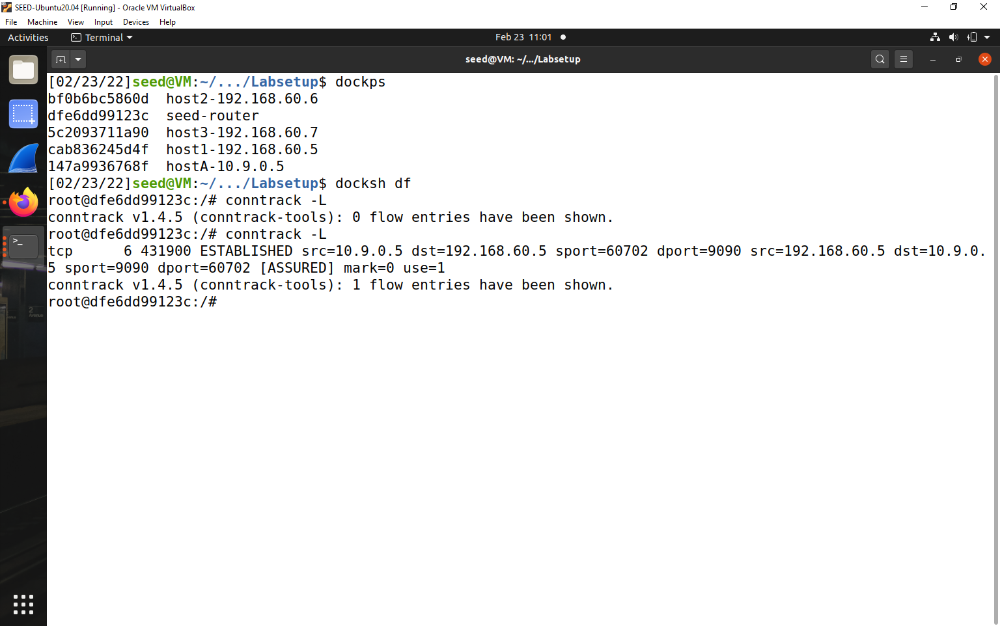 SEED-Ubuntu20.04 [Running] - Oracle VM VirtualBox
File Machine View Input Devices Help
Activities Terminal Feb 23 11:01
seed@VM: ~/.../Labsetup
[02/23/22]seed@VM:~/.../Labsetup$ dockps
bf0b6bc5860d  host2-192.168.60.6
dfe6dd99123c  seed-router
5c2093711a90  host3-192.168.60.7
cab836245d4f  host1-192.168.60.5
147a9936768f  hostA-10.9.0.5
[02/23/22]seed@VM:~/.../Labsetup$ docksh df
root@dfe6dd99123c:/# conntrack -L
conntrack v1.4.5 (conntrack-tools): 0 flow entries have been shown.
root@dfe6dd99123c:/# conntrack -L
tcp      6 431900 ESTABLISHED src=10.9.0.5 dst=192.168.60.5 sport=60702 dport=9090 src=192.168.60.5 dst=10.9.0.
5 sport=9090 dport=60702 [ASSURED] mark=0 use=1
conntrack v1.4.5 (conntrack-tools): 1 flow entries have been shown.
root@dfe6dd99123c:/#